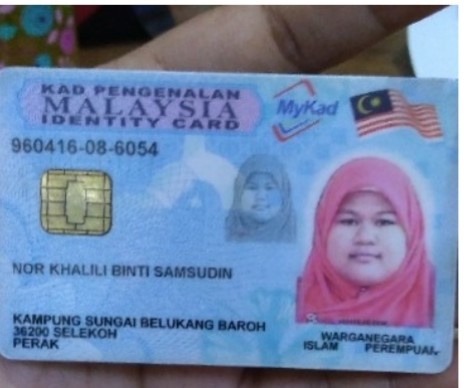 KAD PENGENALAN
MALAYSIA
IDENTITY CARD
MyKad
960416-08-6054
NOR KHALILI BINTI SAMSUDIN
KAMPUNG SUNGAI BELUKANG BAROH
36200 SELEKOH
PERAK
WARGANEGARA
ISLAM PEREMPUAN